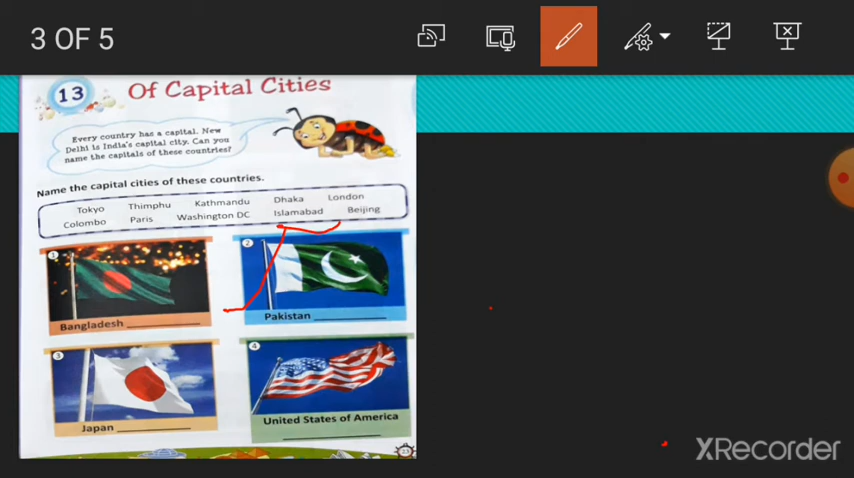 3 OF 5
13
Of Capital Cities
Every country has a capital. New
Delhi is India's capital city. Can you
name the capitals of these countries?
Name the capital cities of these countries.
Tokyo Thimphu Kathmandu Dhaka London
Colombo Paris Washington DC Islamabad Beijing
1
2
Bangladesh
Pakistan
3
4
Japan
United States of America
23
XRecorder